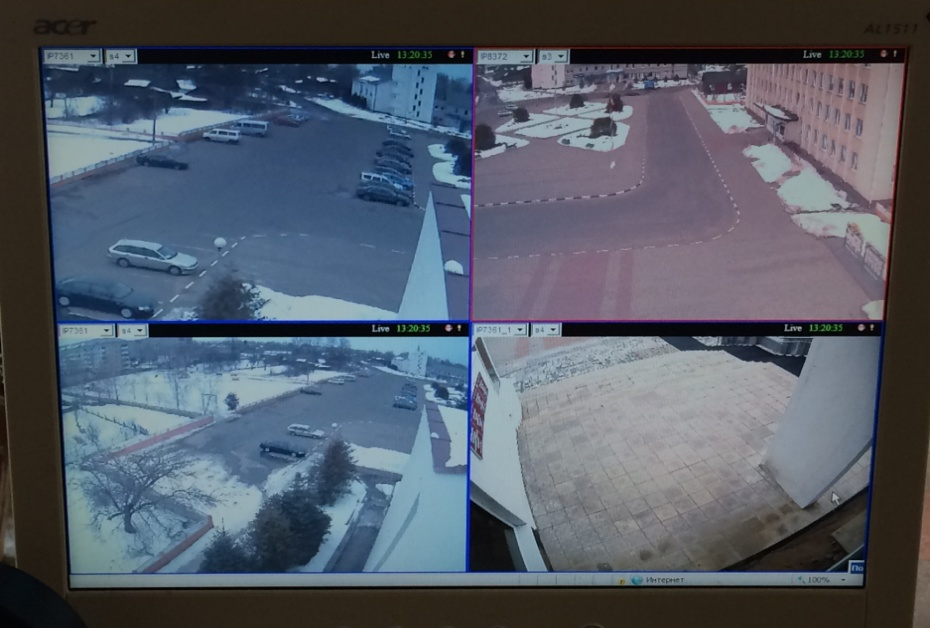 acer
AL1511
IP7361 s4 Live 13:20:35
IP8372 s3 Live 13:20:35
IP7361 s4 Live 13:20:35
IP7361_1 s4 Live 13:20:35
По
Интернет 100%